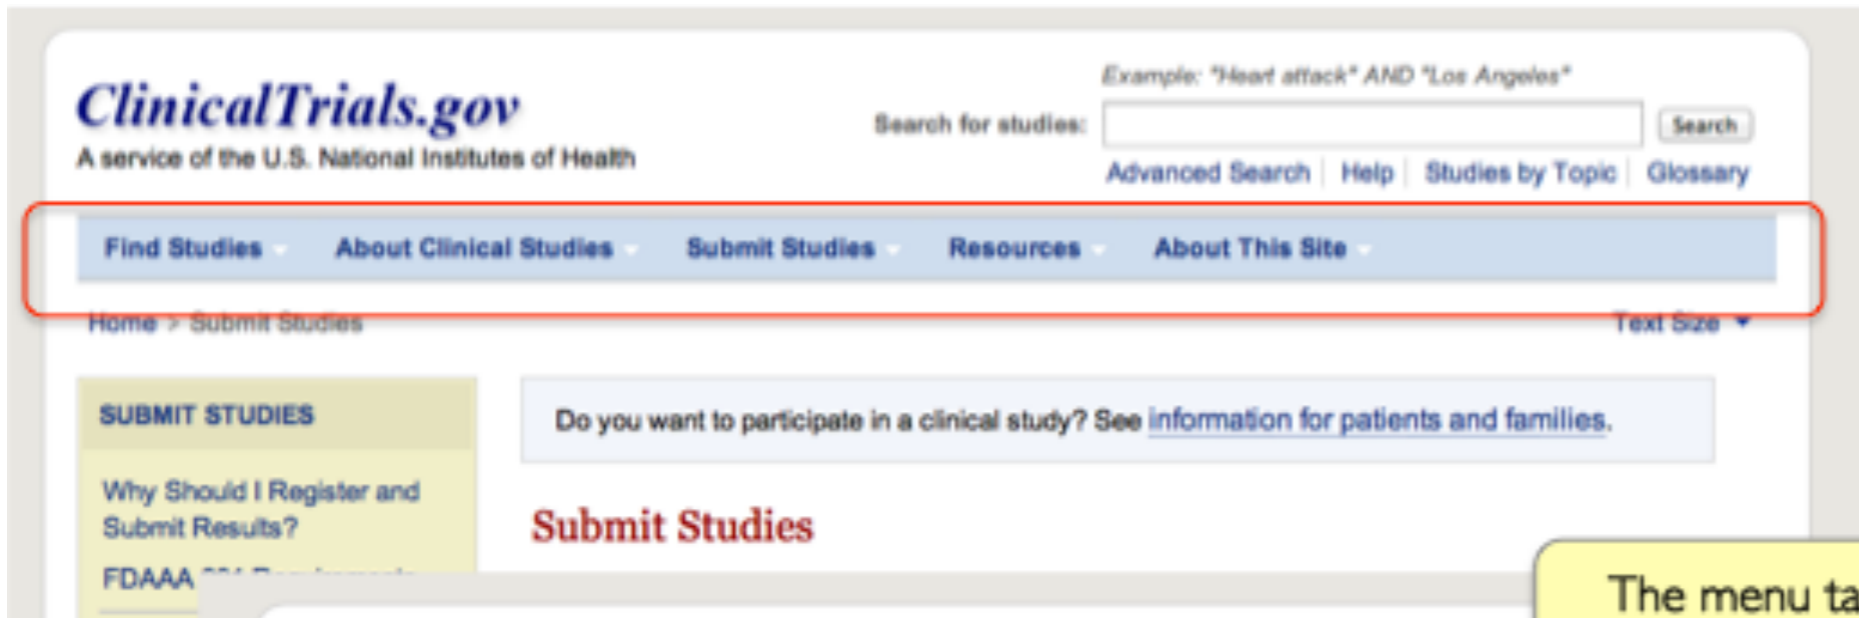 Example: "Heart attack" AND "Los Angeles"
ClinicalTrials.gov
Search for studies:
Search
A service of the U.S. National Institutes of Health
Advanced Search Help Studies by Topic Glossary
Find Studies About Clinical Studies Submit Studies Resources About This Site
Home > Submit Studies
Text Size
SUBMIT STUDIES
Why Should I Register and
Submit Results?
FDAAA
Do you want to participate in a clinical study? See information for patients and families.
Submit Studies
The menu ta